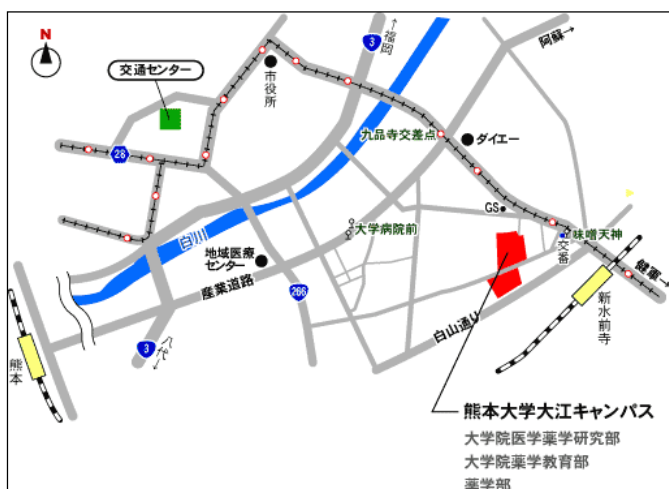 N
交通センター
市役所
3
←福岡
阿蘇→
九品寺交差点
ダイエー
28
GS
大学病院前
味噌天神
交番
白川
地域医療
センター
産業道路
266
健軍→
新水前寺
白山通り
3
八代→
熊本
熊本大学大江キャンパス
大学院医学薬学研究部
大学院薬学教育部
薬学部